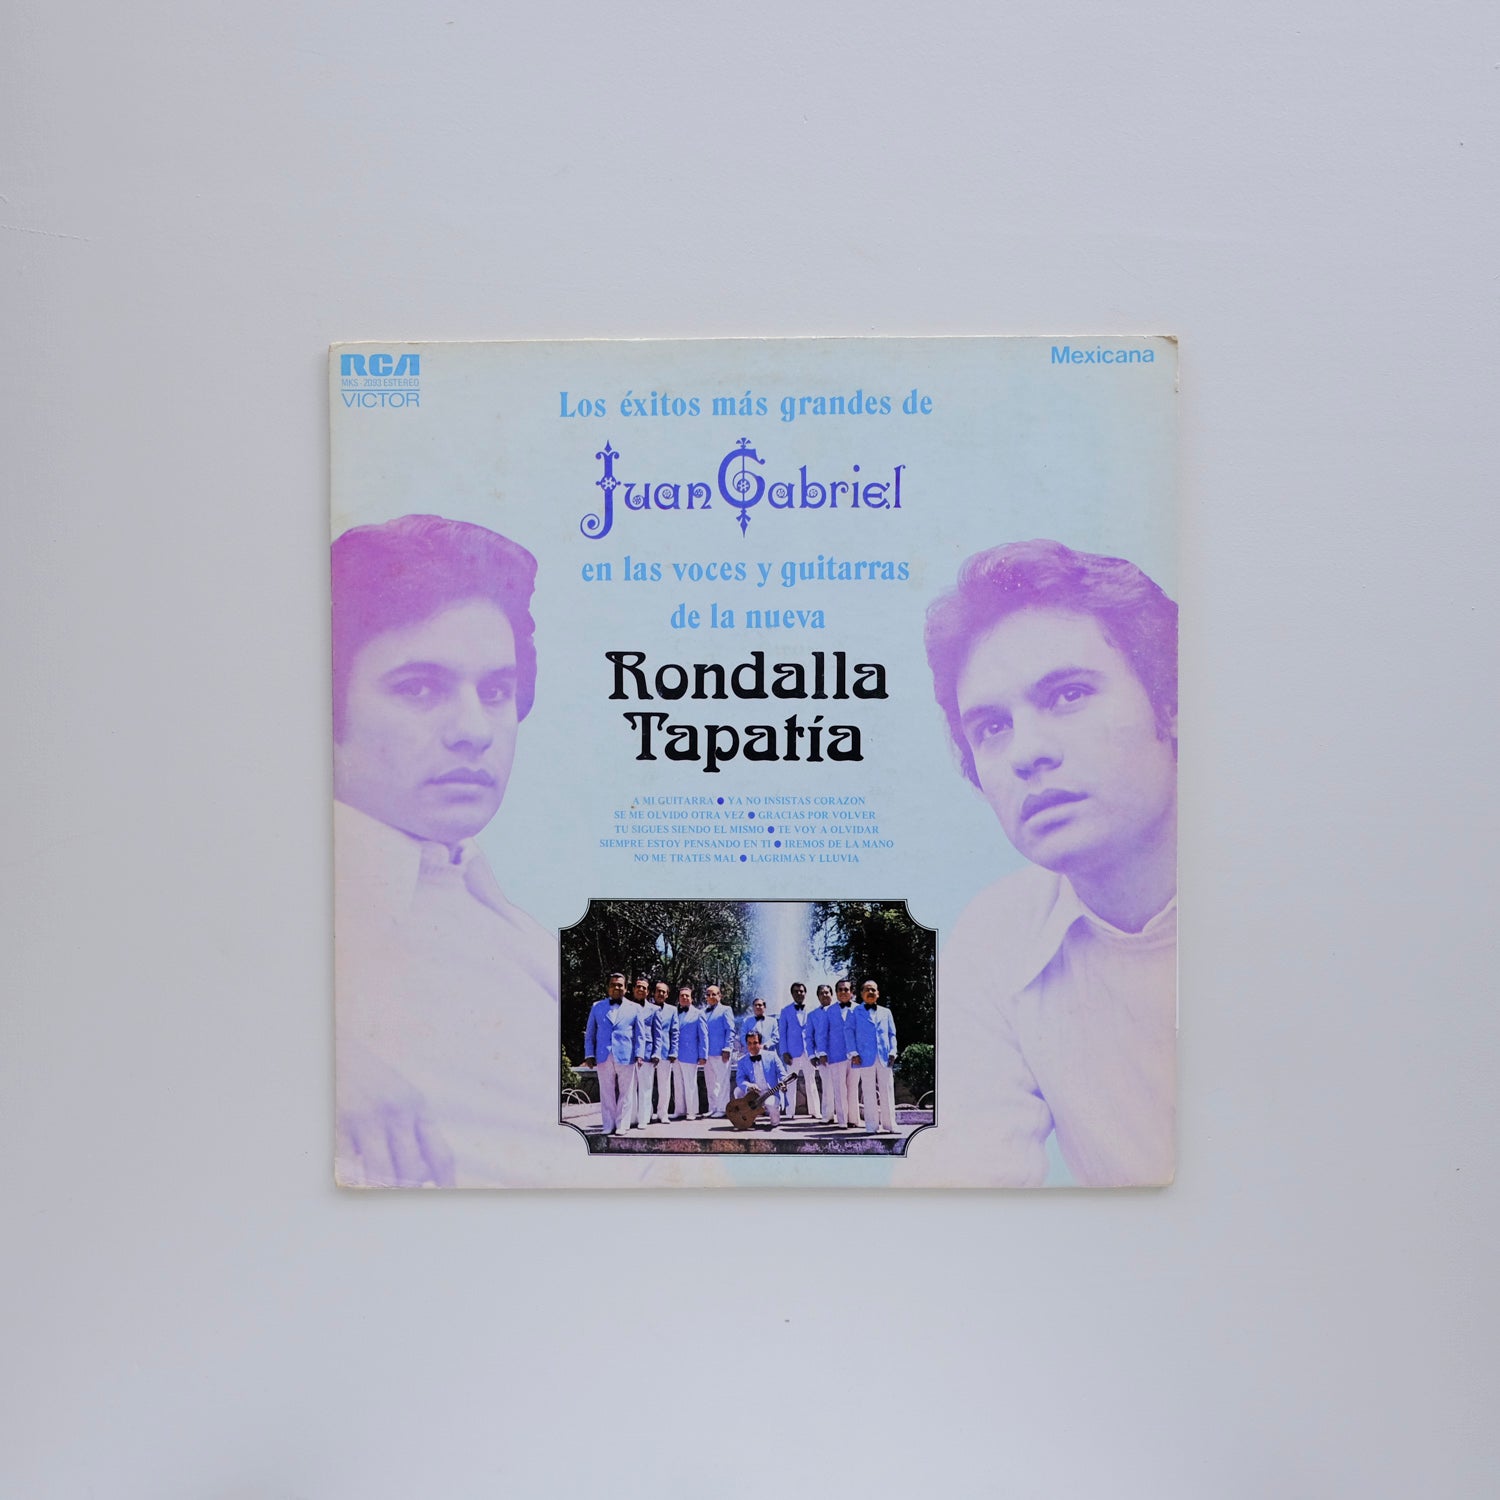 RCA
MKS-2093 ESTEREO
VICTOR
Mexicana
Los éxitos más grandes de
Juan Gabriel
en las voces y guitarras
de la nueva
Rondalla
Tapatía
A MI GUITARRA ● YA NO INSISTAS CORAZON
SE ME OLVIDO OTRA VEZ ● GRACIAS POR VOLVER
TU SIGUES SIENDO EL MISMO ● TE VOY A OLVIDAR
SIEMPRE ESTOY PENSANDO EN TI ● IREMOS DE LA MANO
NO ME TRATES MAL ● LAGRIMAS Y LLUVIA